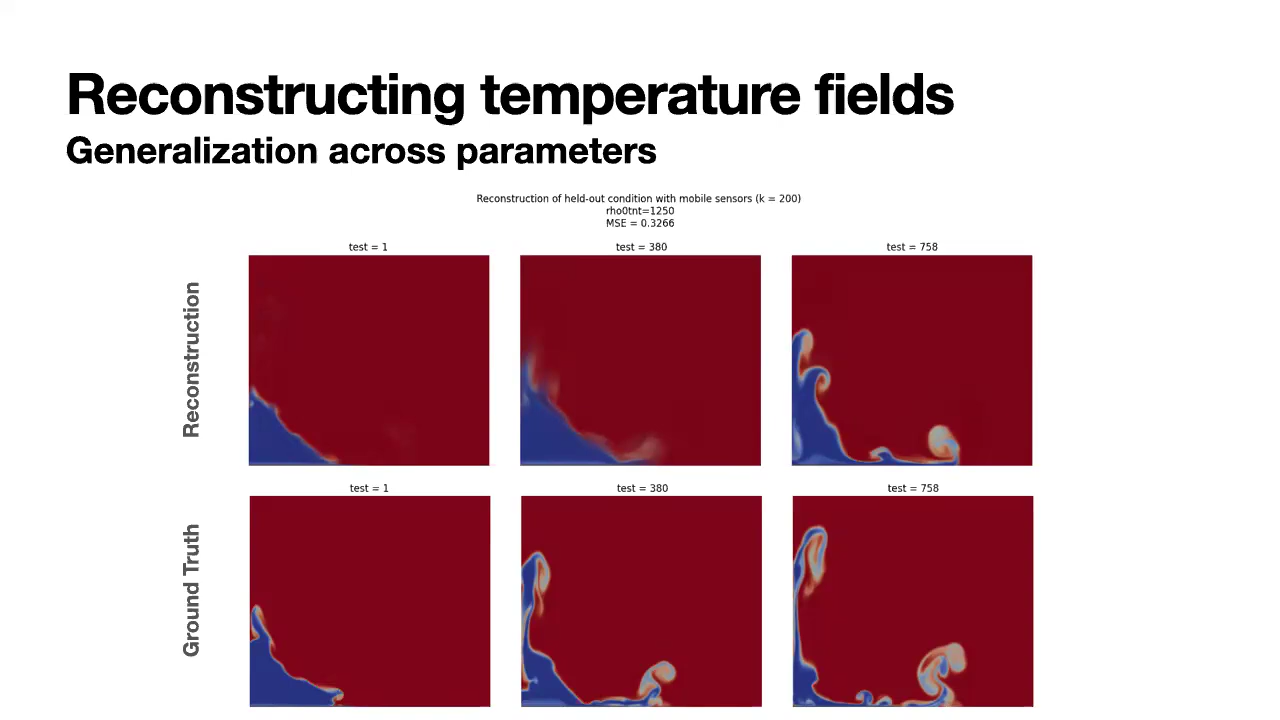 Reconstructing temperature fields
Generalization across parameters
Reconstruction of held-out condition with mobile sensors (k = 200)
rho0tnt=1250
MSE = 0.3266
test = 1
test = 380
test = 758
Reconstruction
test = 1
test = 380
test = 758
Ground Truth